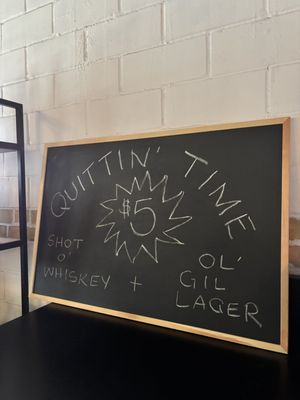 QUITTIN' TIME
$5
SHOT
O'
WHISKEY +
OL'
GIL
LAGER